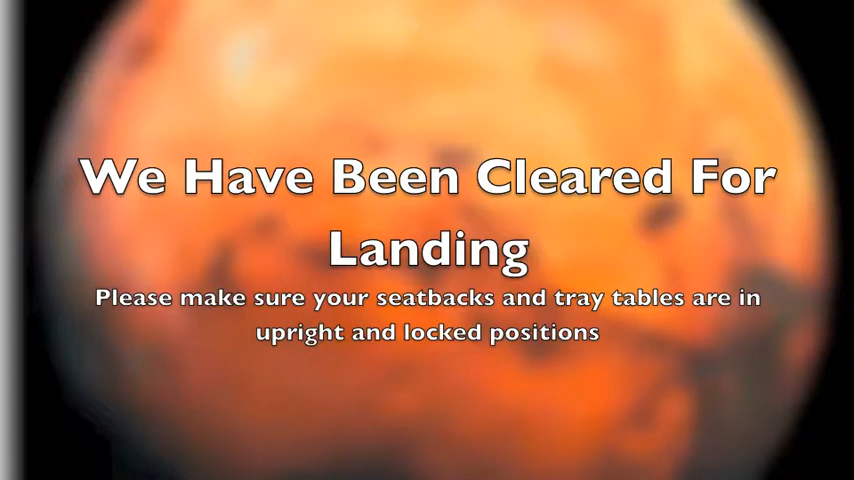 We Have Been Cleared For
Landing
Please make sure your seatbacks and tray tables are in
upright and locked positions